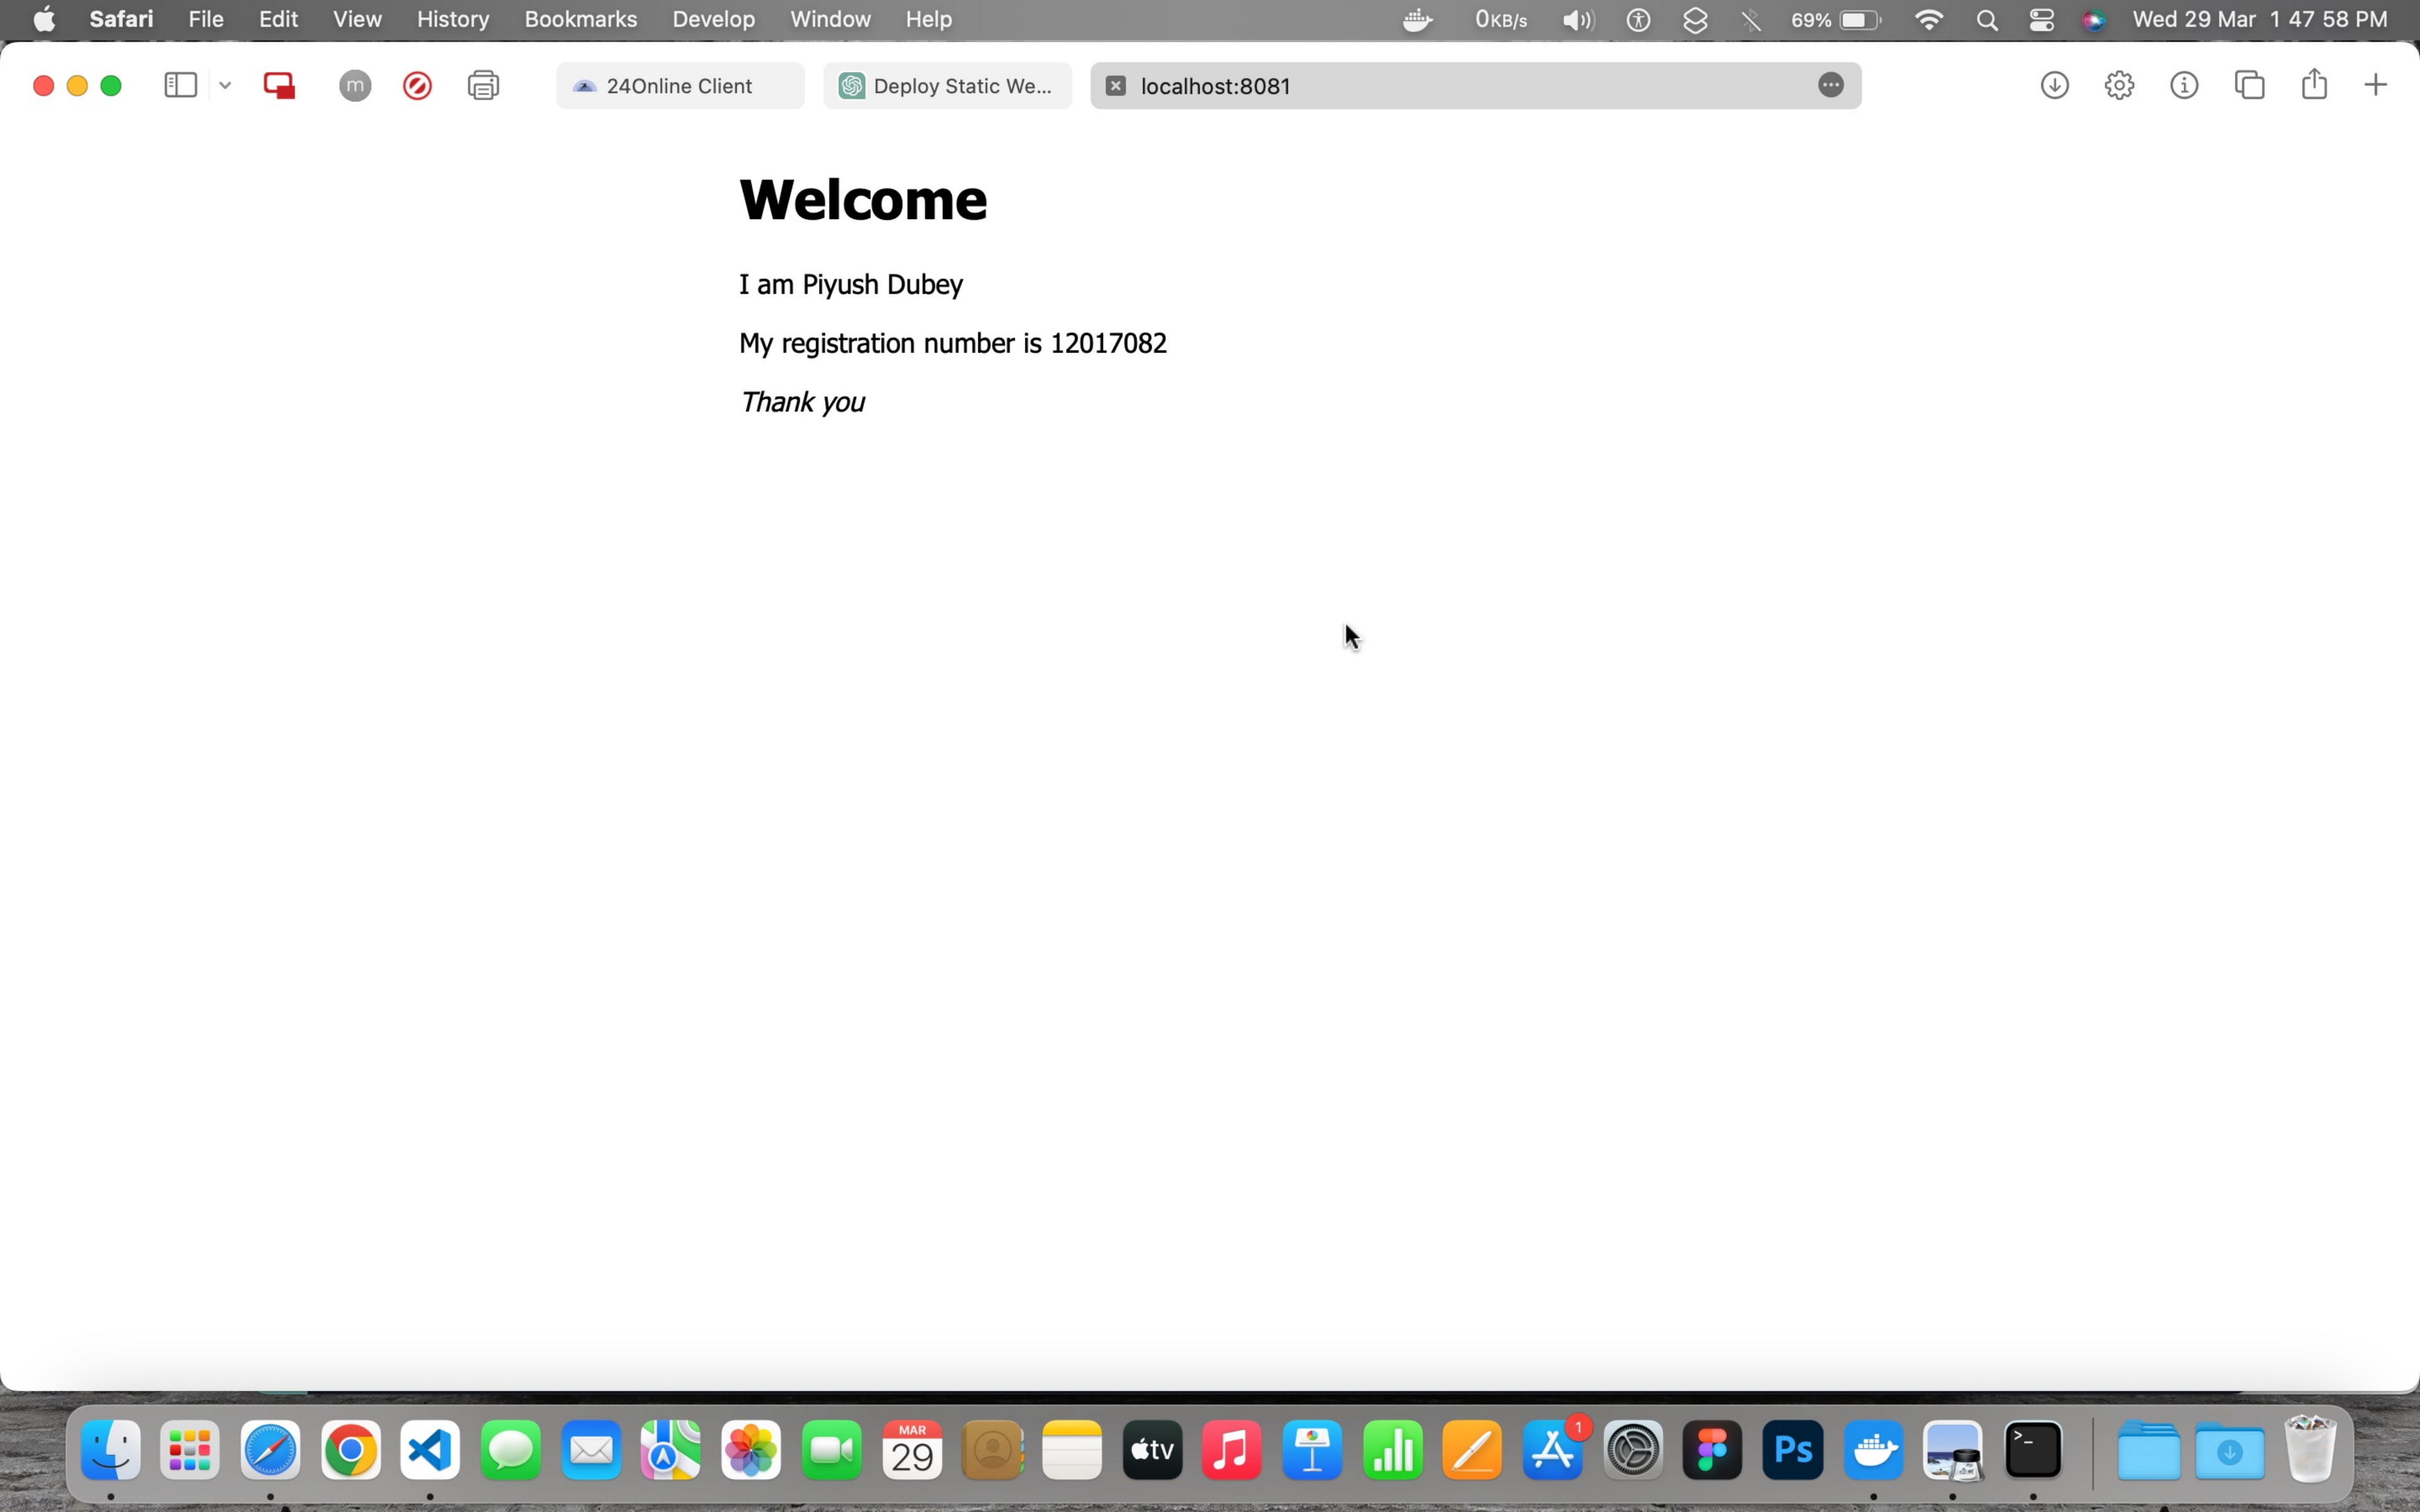 Safari File Edit View History Bookmarks Develop Window Help 0KB/s 69% Wed 29 Mar 1 47 58 PM
m 24Online Client Deploy Static We... localhost:8081
Welcome
I am Piyush Dubey
My registration number is 12017082
Thank you
MAR
29
tv
1
Ps
>_